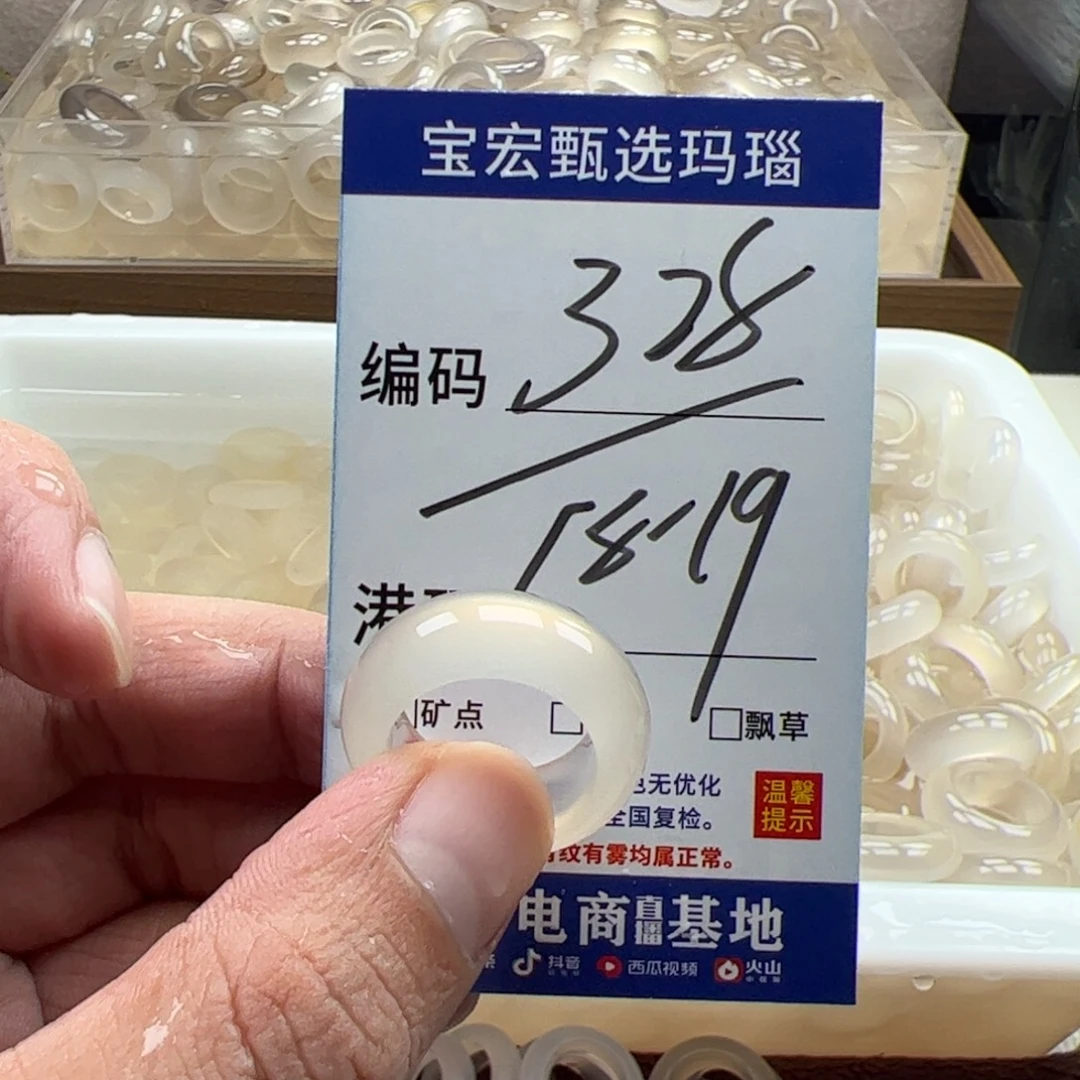 宝宏甄选玛瑙
编码 328
18-19
港
矿点 □ □飘草
色无优化 温馨
全国复检。 提示
纹有雾均属正常。
电商直播基地
抖音 西瓜视频 火山